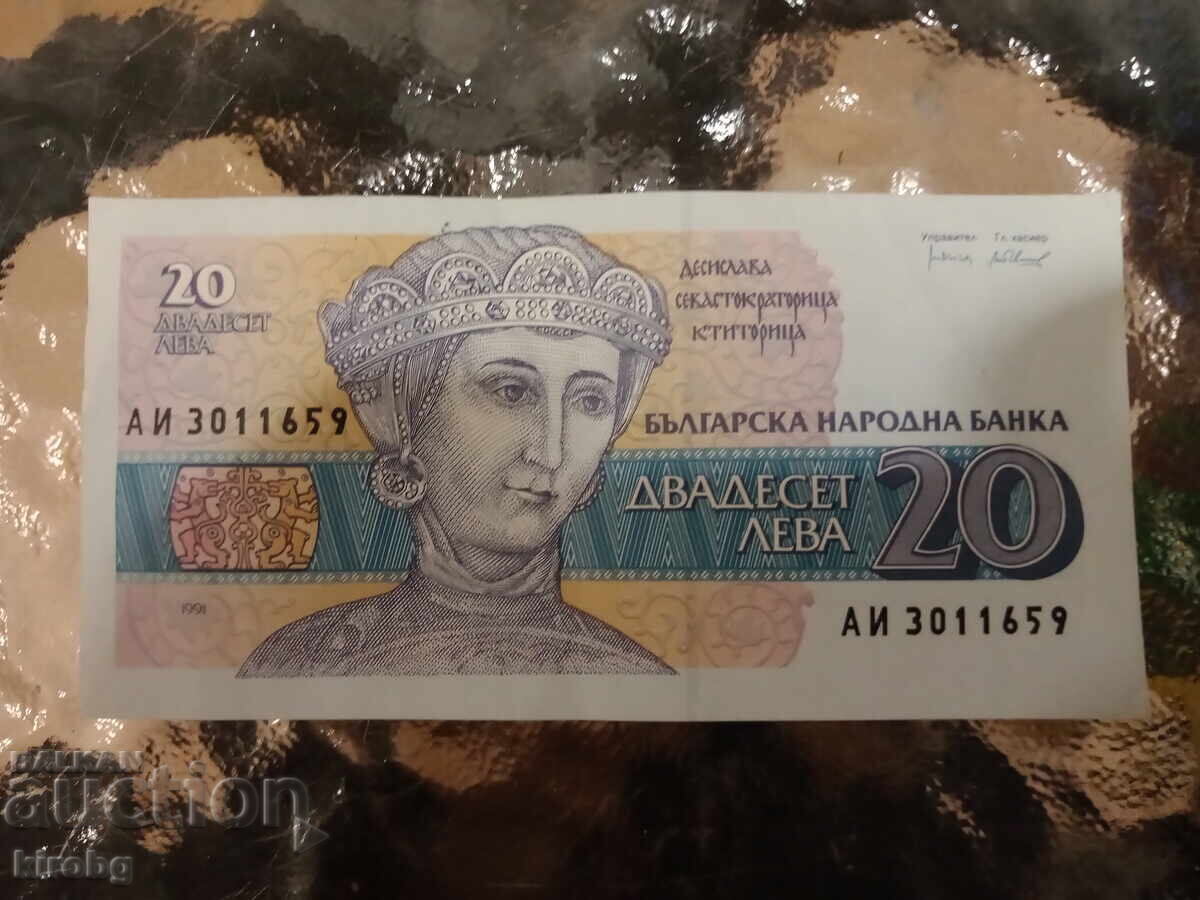 Управител Гл. касиер
20
ДВАДЕСЕТ
ЛЕВА
ДЕСИСЛАВА
СЕВАСТОКРАТОРИЦА
КТИТОРИЦА
АИ 3011659
БЪЛГАРСКА НАРОДНА БАНКА
ДВАДЕСЕТ
ЛЕВА
20
1991
АИ 3011659
BALKAN
auction
kirobg